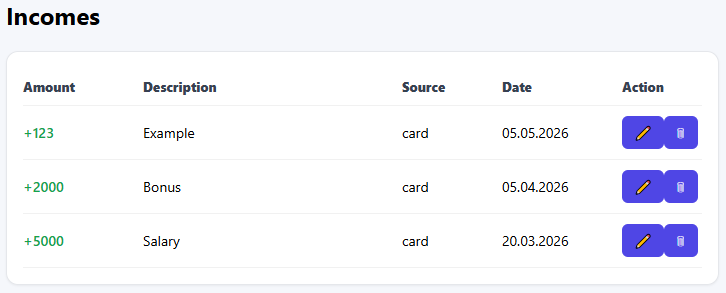 Incomes
Amount Description Source Date Action
+123 Example card 05.05.2026
+2000 Bonus card 05.04.2026
+5000 Salary card 20.03.2026